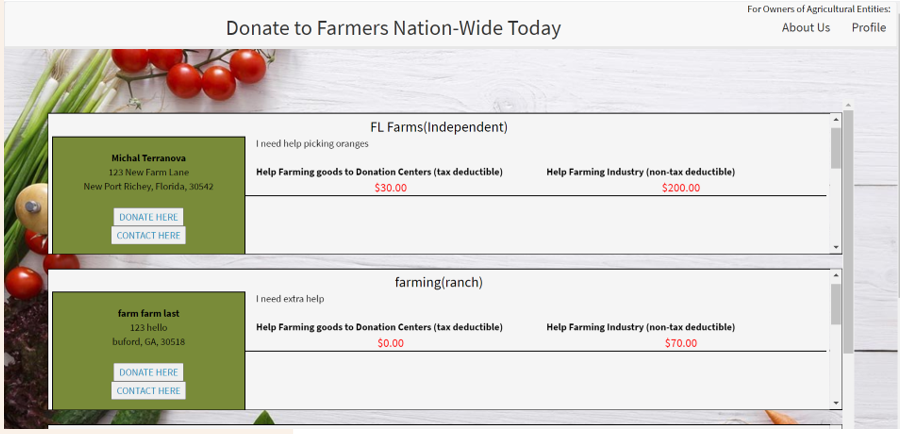 For Owners of Agricultural Entities:
Donate to Farmers Nation-Wide Today
About Us Profile
FL Farms(Independent)
I need help picking oranges
Michal Terranova
123 New Farm Lane
New Port Richey, Florida, 30542
DONATE HERE
CONTACT HERE
Help Farming goods to Donation Centers (tax deductible) Help Farming Industry (non-tax deductible)
$30.00 $200.00
farming(ranch)
I need extra help
farm farm last
123 hello
buford, GA, 30518
DONATE HERE
CONTACT HERE
Help Farming goods to Donation Centers (tax deductible) Help Farming Industry (non-tax deductible)
$0.00 $70.00